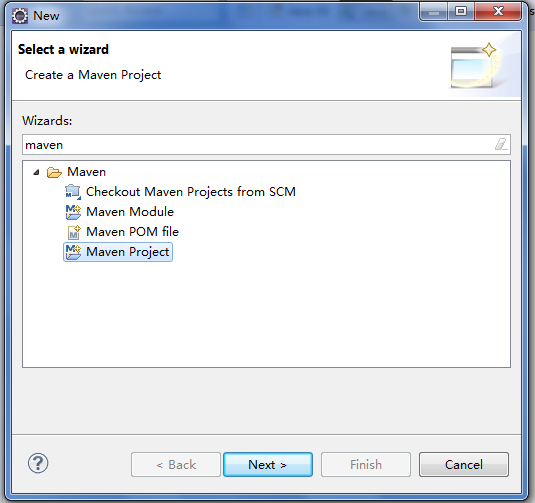 New
Select a wizard
Create a Maven Project
Wizards:
maven
Maven
Checkout Maven Projects from SCM
Maven Module
Maven POM file
Maven Project
< Back
Next >
Finish
Cancel